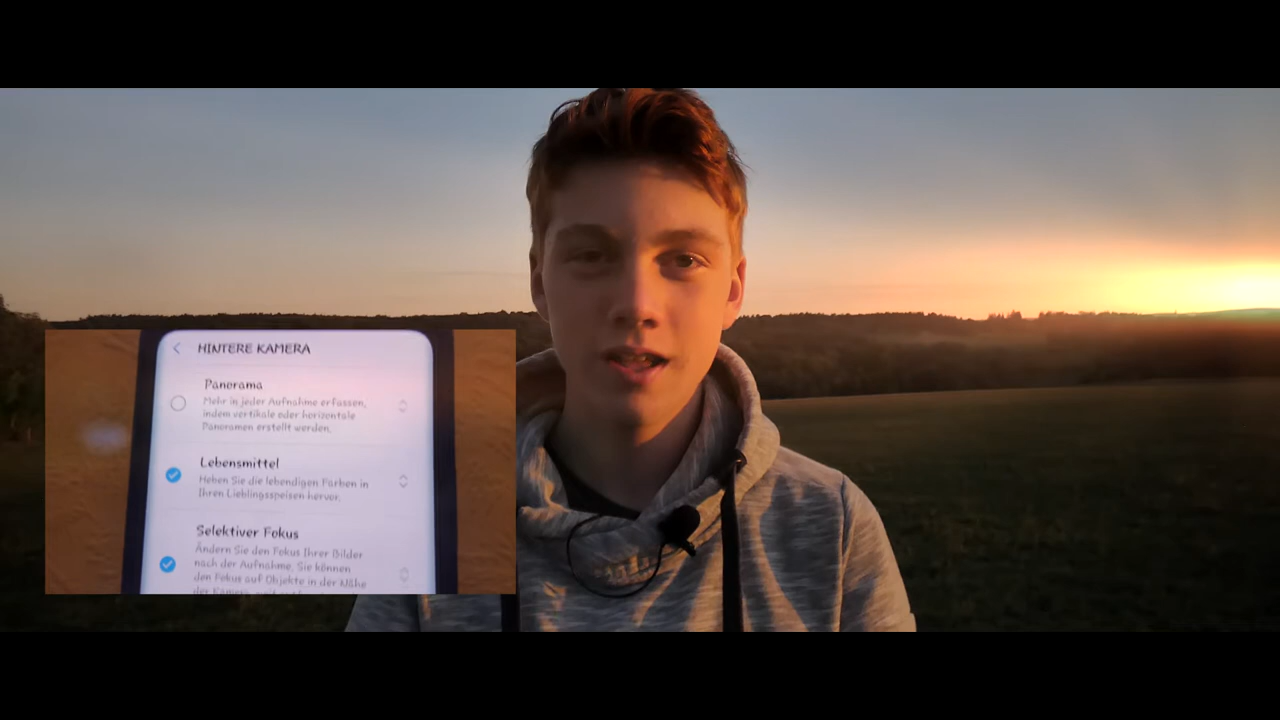 HINTERE KAMERA
Panorama
Mehr in jeder Aufnahme erfassen,
indem vertikale oder horizontale
Panoramen erstellt werden.
Lebensmittel
Heben Sie die lebendigen Farben in
Ihren Lieblingsspeisen hervor.
Selektiver Fokus
Ändern Sie den Fokus Ihrer Bilder
nach der Aufnahme. Sie können
den Fokus auf Objekte in der Nähe
der Kamera,